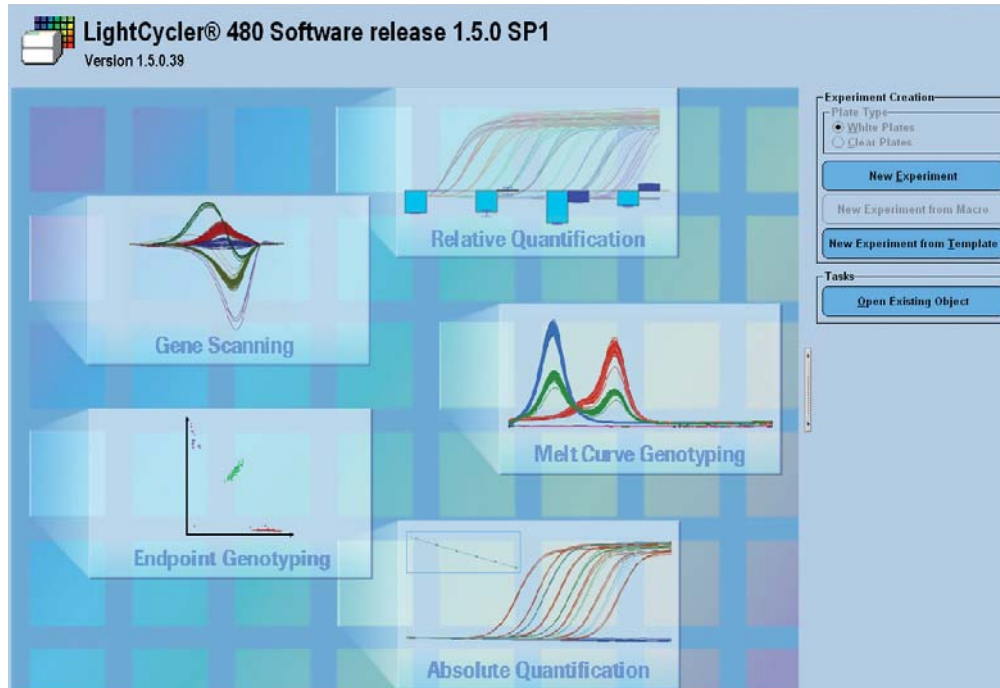 LightCycler® 480 Software release 1.5.0 SP1
Version 1.5.0.39
Relative Quantification
Gene Scanning
Melt Curve Genotyping
Endpoint Genotyping
Absolute Quantification
Experiment Creation
Plate Type
White Plates
Clear Plates
New Experiment
New Experiment from Macro
New Experiment from Template
Tasks
Open Existing Object